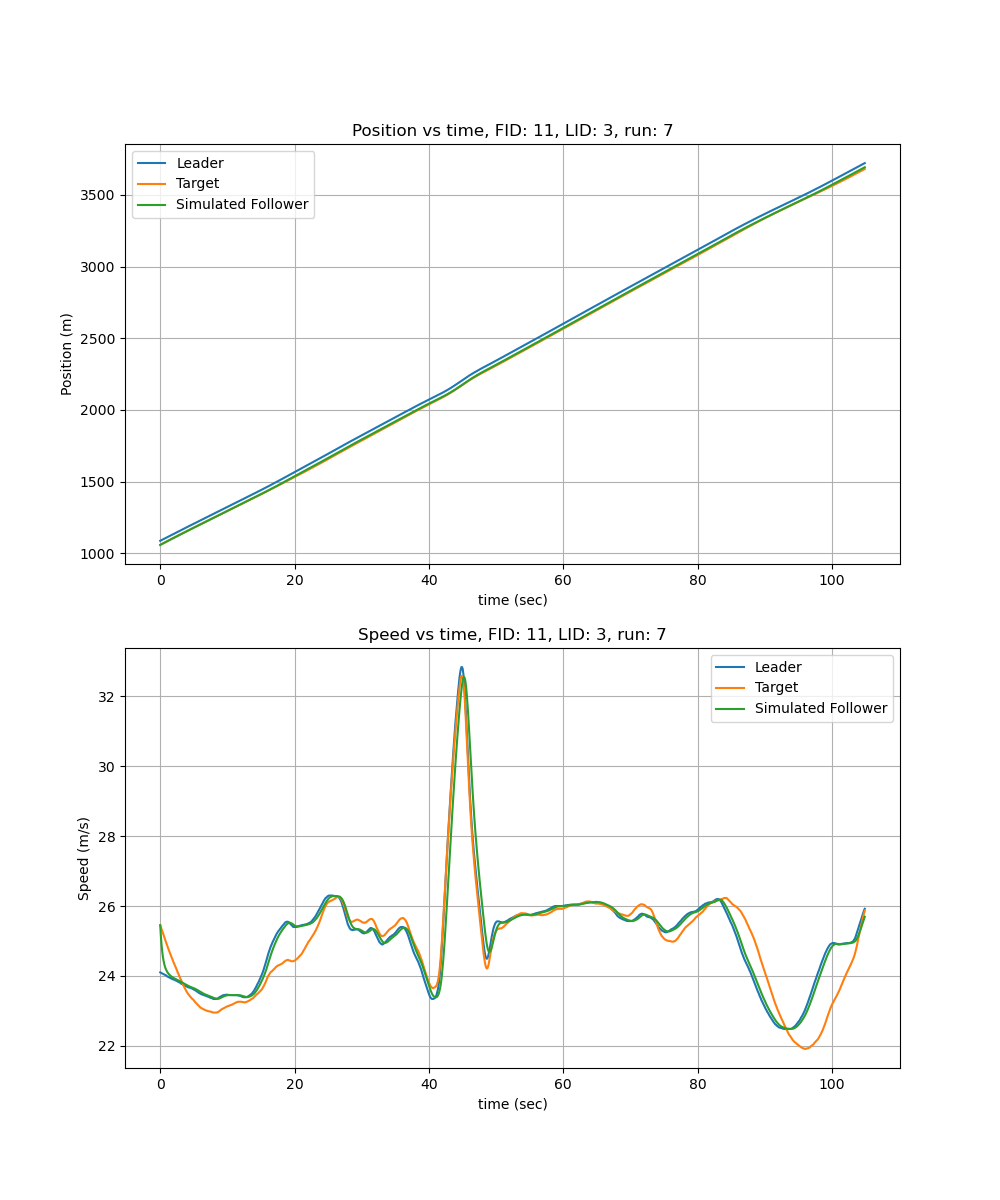 Position vs time, FID: 11, LID: 3, run: 7
Leader
Target
Simulated Follower
3500
3000
2500
2000
1500
1000
Position (m)
0 20 40 60 80 100
time (sec)
Speed vs time, FID: 11, LID: 3, run: 7
Leader
Target
Simulated Follower
32
30
28
26
24
22
Speed (m/s)
0 20 40 60 80 100
time (sec)